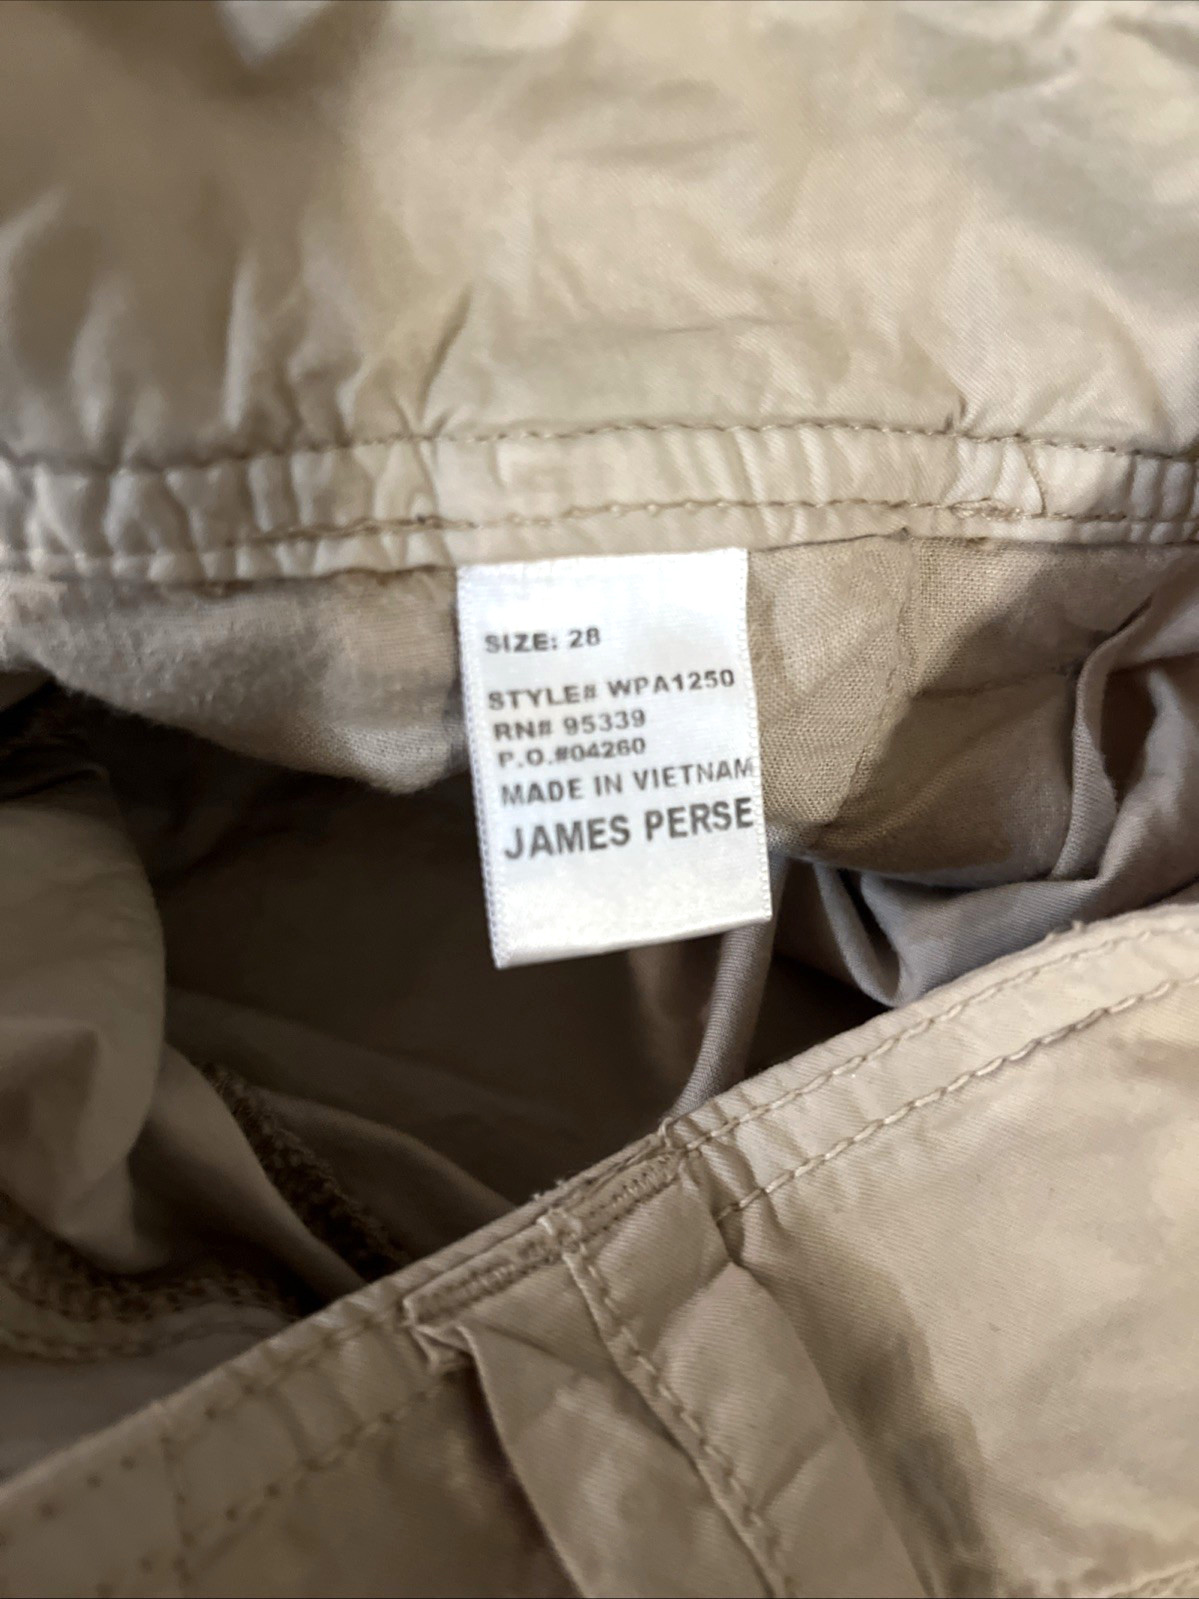 SIZE: 28
STYLE# WPA1250
RN# 95339
P.O.#04260
MADE IN VIETNAM
JAMES PERSE